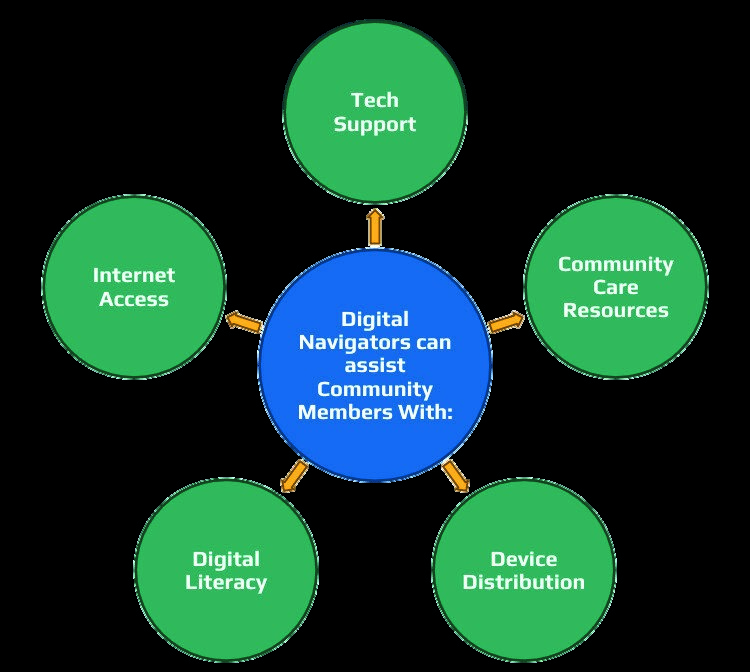 Tech
Support
Community
Care
Resources
Internet
Access
Digital
Navigators can
assist
Community
Members With:
Digital
Literacy
Device
Distribution